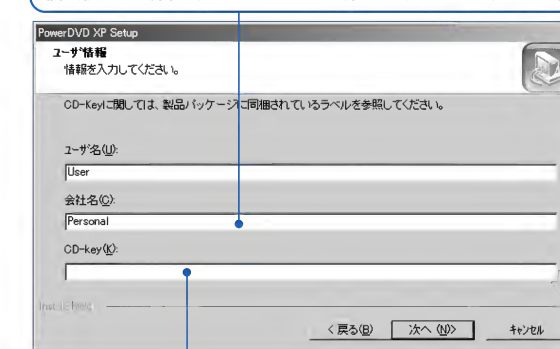 PowerDVD XP Setup
ユーザ情報
情報を入力してください。
CD-Keyに関しては、製品パッケージに同梱されているラベルを参照してください。
ユーザ名(U):
User
会社名(C):
Personal
CD-key(K):
InstallShield
< 戻る(B)
次へ (N)>
キャンセル